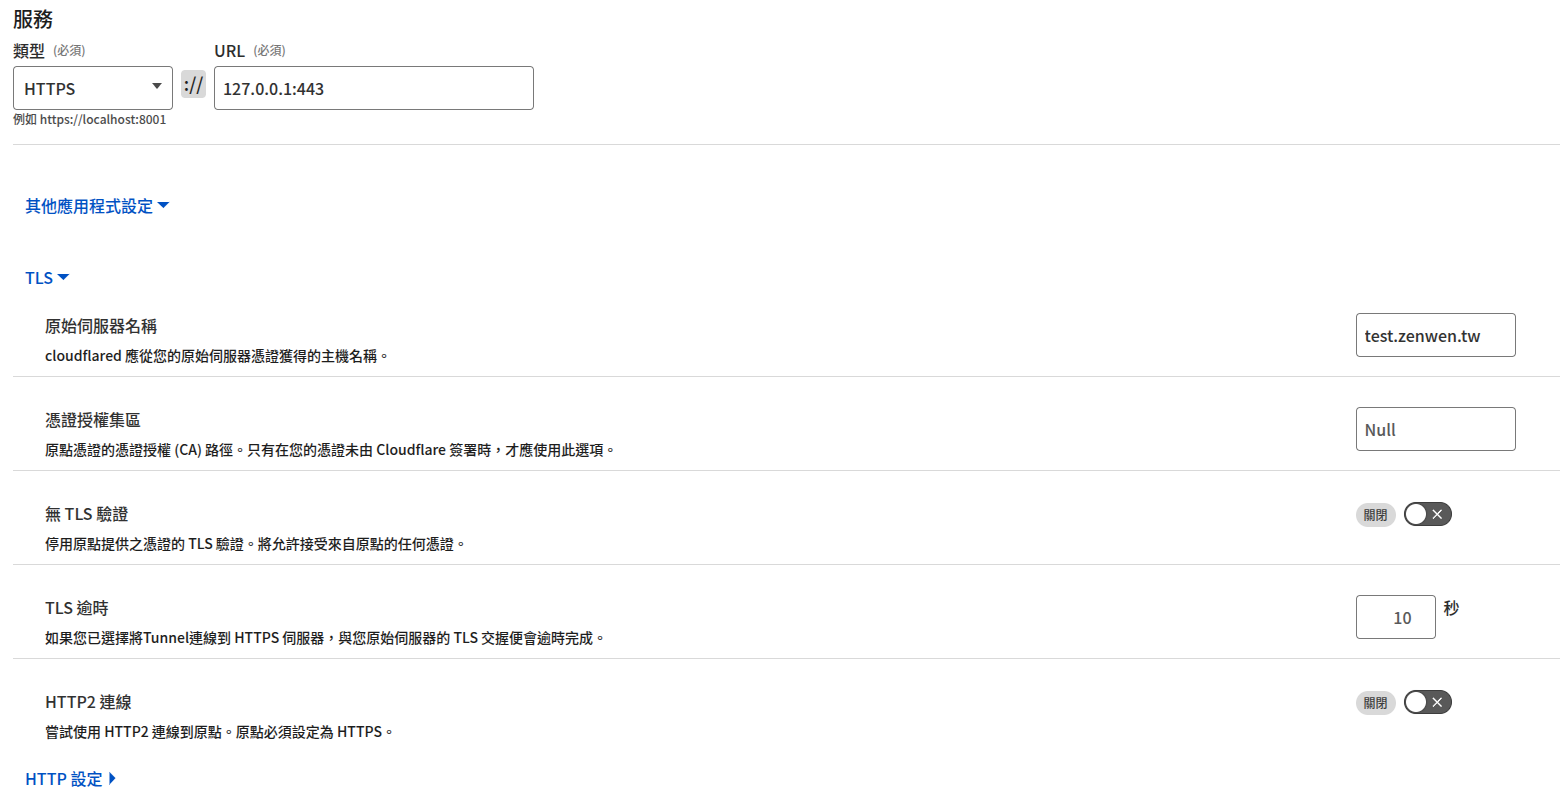 服務
類型 (必須) URL (必須)
HTTPS :// 127.0.0.1:443
例如 https://localhost:8001
其他應用程式設定
TLS
原始伺服器名稱
cloudflared 應從您的原始伺服器憑證獲得的主機名稱。
test.zenwen.tw
憑證授權集區
原點憑證的憑證授權 (CA) 路徑。只有在您的憑證未由 Cloudflare 簽署時，才應使用此選項。
Null
無 TLS 驗證
停用原點提供之憑證的 TLS 驗證。將允許接受來自原點的任何憑證。
關閉
TLS 逾時
如果您已選擇將Tunnel連線到 HTTPS 伺服器，與您原始伺服器的 TLS 交握便會逾時完成。
10 秒
HTTP2 連線
嘗試使用 HTTP2 連線到原點。原點必須設定為 HTTPS。
關閉
HTTP 設定